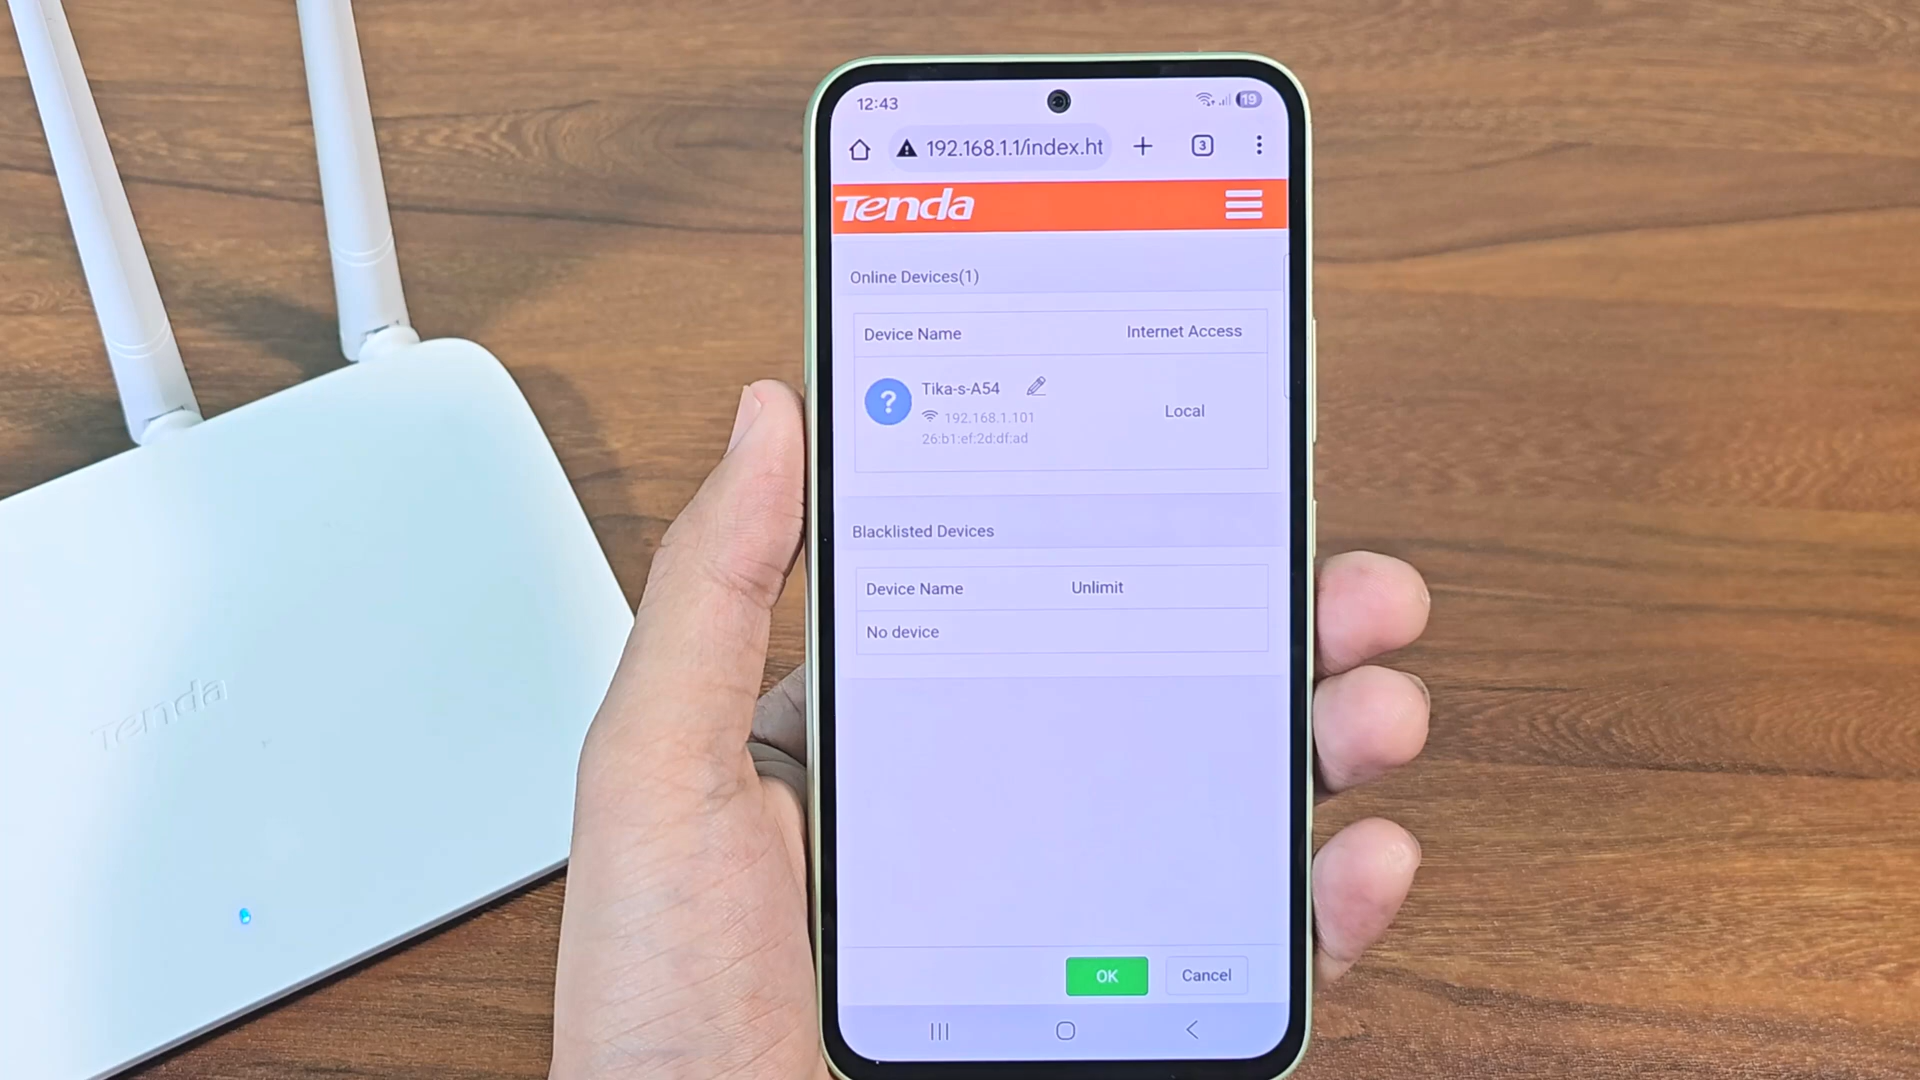 12:43
19
192.168.1.1/index.ht
3
Tenda
Online Devices(1)
Device Name Internet Access
?
Tika-s-A54
192.168.1.101
Local
26:b1:ef:2d:df:ad
Blacklisted Devices
Device Name Unlimit
No device
OK Cancel
Tenda